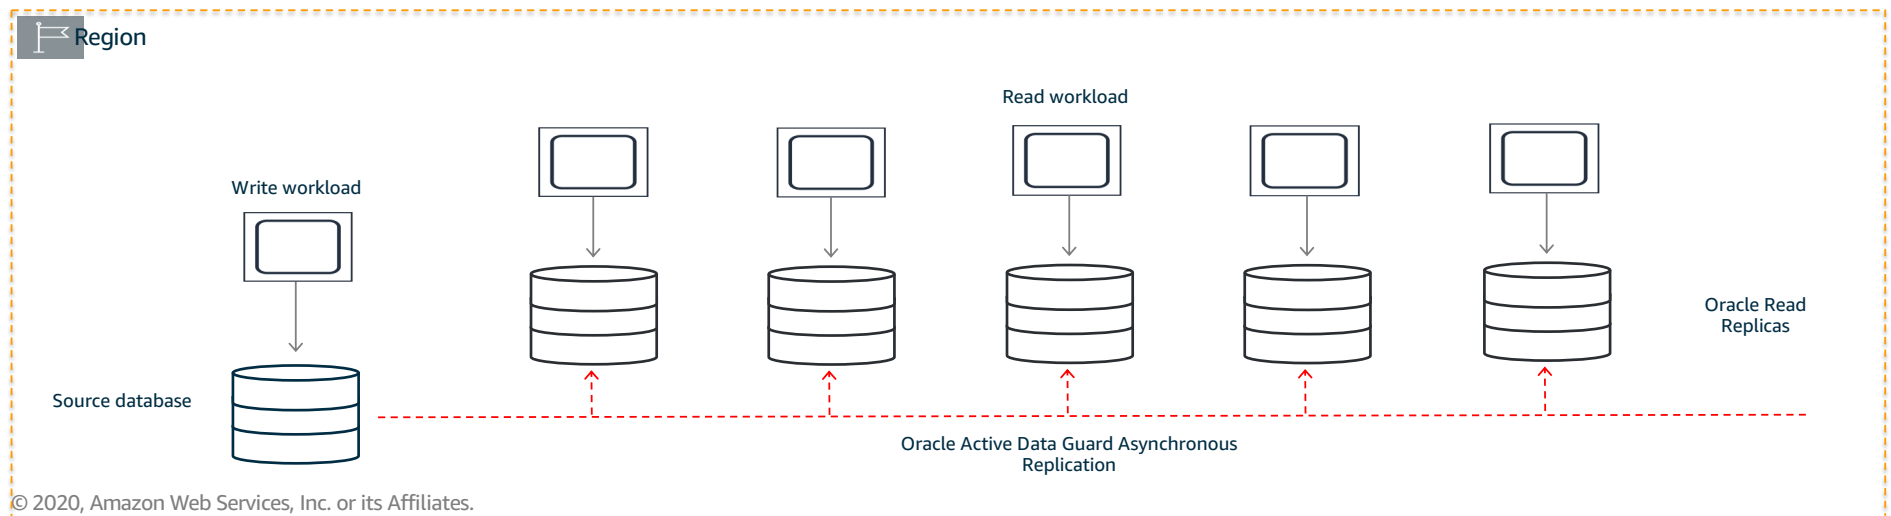 Region
Read workload
Write workload
Oracle Read
Replicas
Source database
Oracle Active Data Guard Asynchronous
Replication
© 2020, Amazon Web Services, Inc. or its Affiliates.